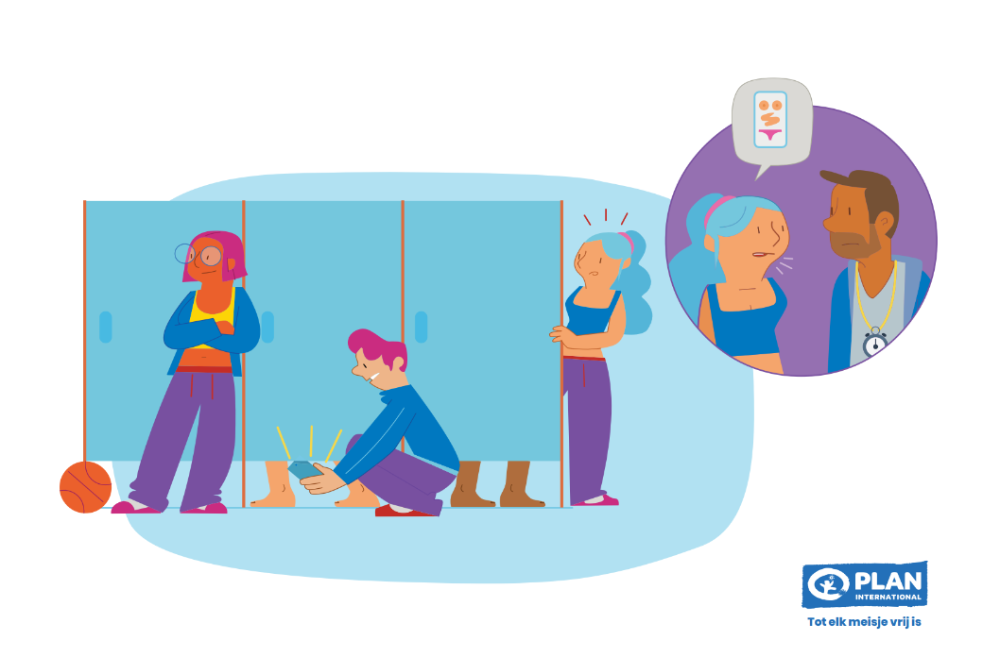 PLAN
INTERNATIONAL
Tot elk meisje vrij is